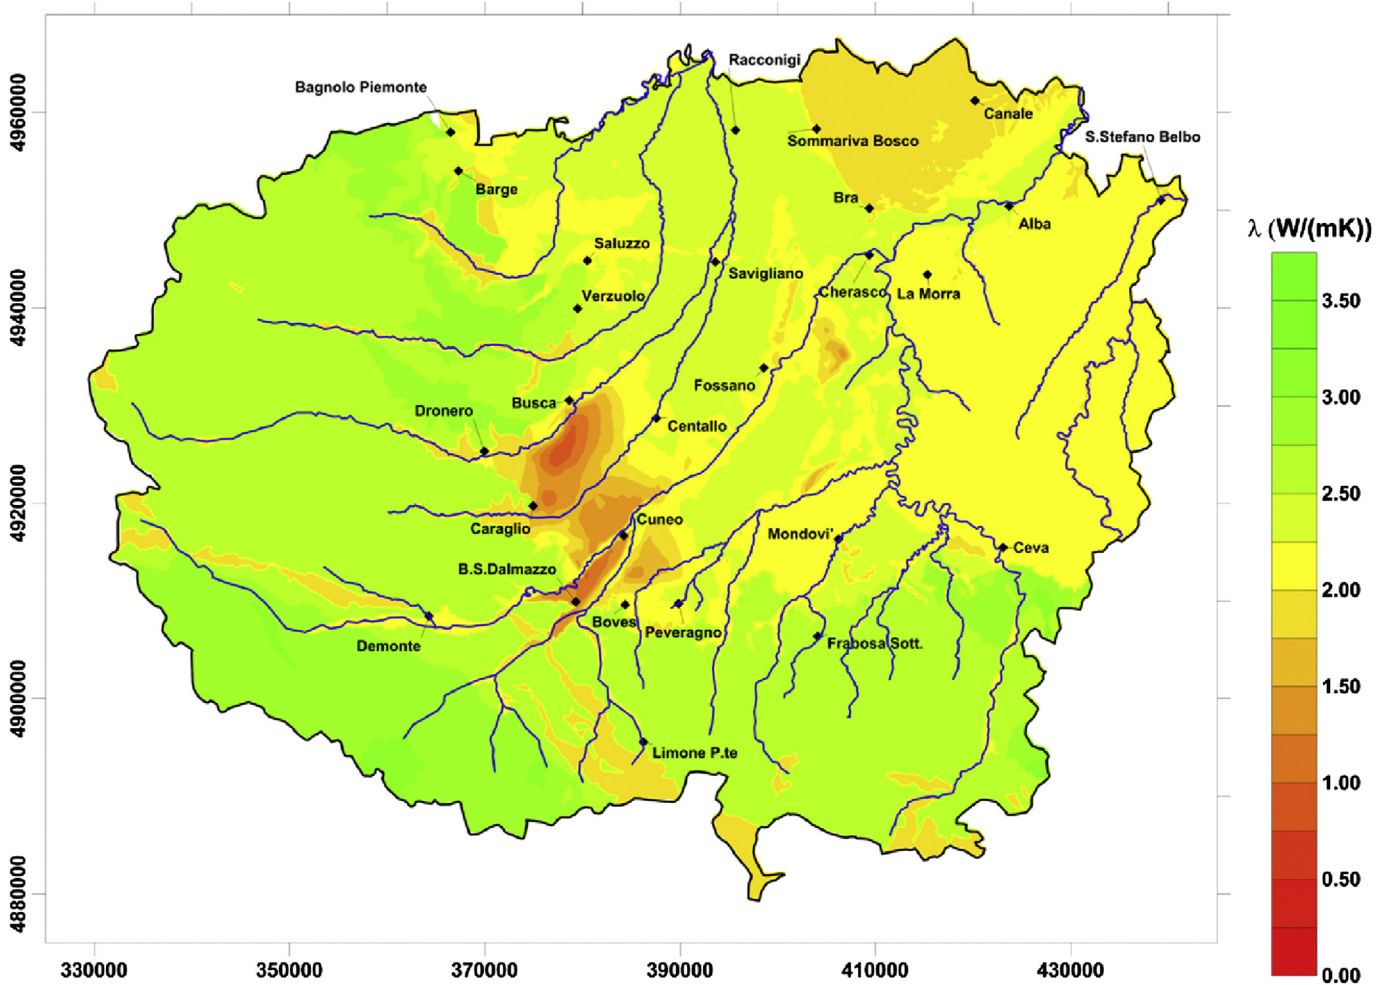 Racconigi
Bagnolo Piemonte
Canale
Sommariva Bosco
S.Stefano Belbo
Barge
Bra
Alba
Saluzzo
Savigliano
Verzuolo
Cherasco
La Morra
Fossano
Busca
Dronero
Centallo
Caraglio
Cuneo
Mondovi'
Ceva
B.S.Dalmazzo
Boves
Peveragno
Demonte
Frabosa Sott.
Limone P.te
4960000
4940000
4920000
4900000
4880000
330000
350000
370000
390000
410000
430000
λ (W/(mK))
3.50
3.00
2.50
2.00
1.50
1.00
0.50
0.00